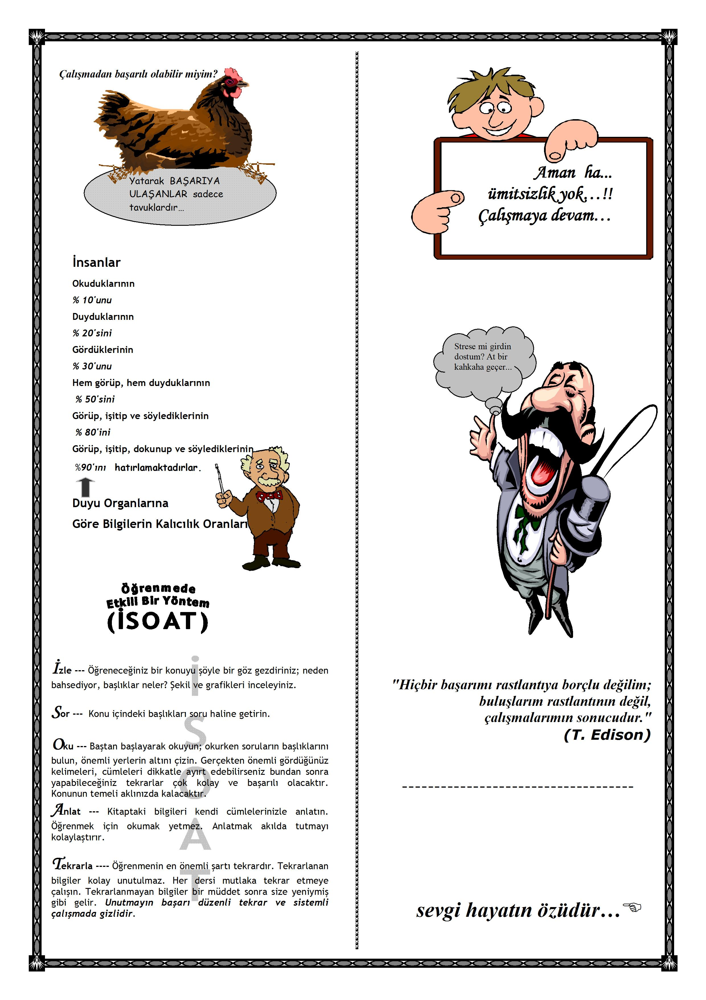 Çalışmadan başarılı olabilir miyim?
Yatarak BAŞARIYA
ULAŞANLAR sadece
tavuklardır...
İnsanlar
Okuduklarının
% 10'unu
Duyduklarının
% 20'sini
Gördüklerinin
% 30'unu
Hem görüp, hem duyduklarının
% 50'sini
Görüp, işitip ve söylediklerinin
% 80'ini
Görüp, işitip, dokunup ve söylediklerinin
%90'ını hatırlamaktadırlar.
Duyu Organlarına
Göre Bilgilerin Kalıcılık Oranları
Öğrenmede
Etkili Bir Yöntem
(İSOAT)
İSOAT
İzle --- Öğreneceğiniz bir konuyu şöyle bir göz gezdiriniz; neden
bahsediyor, başlıklar neler? Şekil ve grafikleri inceleyiniz.
Sor --- Konu içindeki başlıkları soru haline getirin.
Oku --- Baştan başlayarak okuyun; okurken soruların başlıklarını
bulun, önemli yerlerin altını çizin. Gerçekten önemli gördüğünüz
kelimeleri, cümleleri dikkatle ayırt edebilirseniz bundan sonra
yapabileceğiniz tekrarlar çok kolay ve başarılı olacaktır.
Konunun temeli aklınızda kalacaktır.
Anlat --- Kitaptaki bilgileri kendi cümlelerinizle anlatın.
Öğrenmek için okumak yetmez. Anlatmak akılda tutmayı
kolaylaştırır.
Tekrarla ---- Öğrenmenin en önemli şartı tekrardır. Tekrarlanan
bilgiler kolay unutulmaz. Her dersi mutlaka tekrar etmeye
çalışın. Tekrarlanmayan bilgiler bir müddet sonra size yeniymiş
gibi gelir. Unutmayın başarı düzenli tekrar ve sistemli
çalışmada gizlidir.
Aman ha...
ümitsizlik yok...!!
Çalışmaya devam...
Strese mi girdin
dostum? At bir
kahkaha geçer...
"Hiçbir başarımı rastlantıya borçlu değilim;
buluşlarım rastlantının değil,
çalışmalarımın sonucudur."
(T. Edison)
------------------------------------
sevgi hayatın özüdür...☜